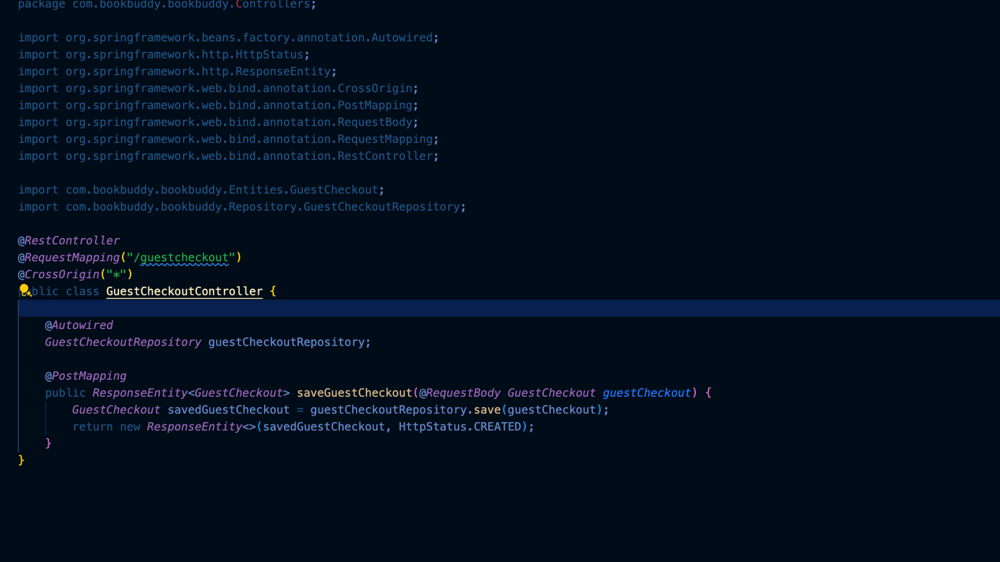 package com.bookbuddy.bookbuddy.Controllers;
import org.springframework.beans.factory.annotation.Autowired;
import org.springframework.http.HttpStatus;
import org.springframework.http.ResponseEntity;
import org.springframework.web.bind.annotation.CrossOrigin;
import org.springframework.web.bind.annotation.PostMapping;
import org.springframework.web.bind.annotation.RequestBody;
import org.springframework.web.bind.annotation.RequestMapping;
import org.springframework.web.bind.annotation.RestController;
import com.bookbuddy.bookbuddy.Entities.GuestCheckout;
import com.bookbuddy.bookbuddy.Repository.GuestCheckoutRepository;
@RestController
@RequestMapping("/guestcheckout")
@CrossOrigin("*")
public class GuestCheckoutController {
@Autowired
GuestCheckoutRepository guestCheckoutRepository;
@PostMapping
public ResponseEntity<GuestCheckout> saveGuestCheckout(@RequestBody GuestCheckout guestCheckout) {
GuestCheckout savedGuestCheckout = guestCheckoutRepository.save(guestCheckout);
return new ResponseEntity<>(savedGuestCheckout, HttpStatus.CREATED);
}
}